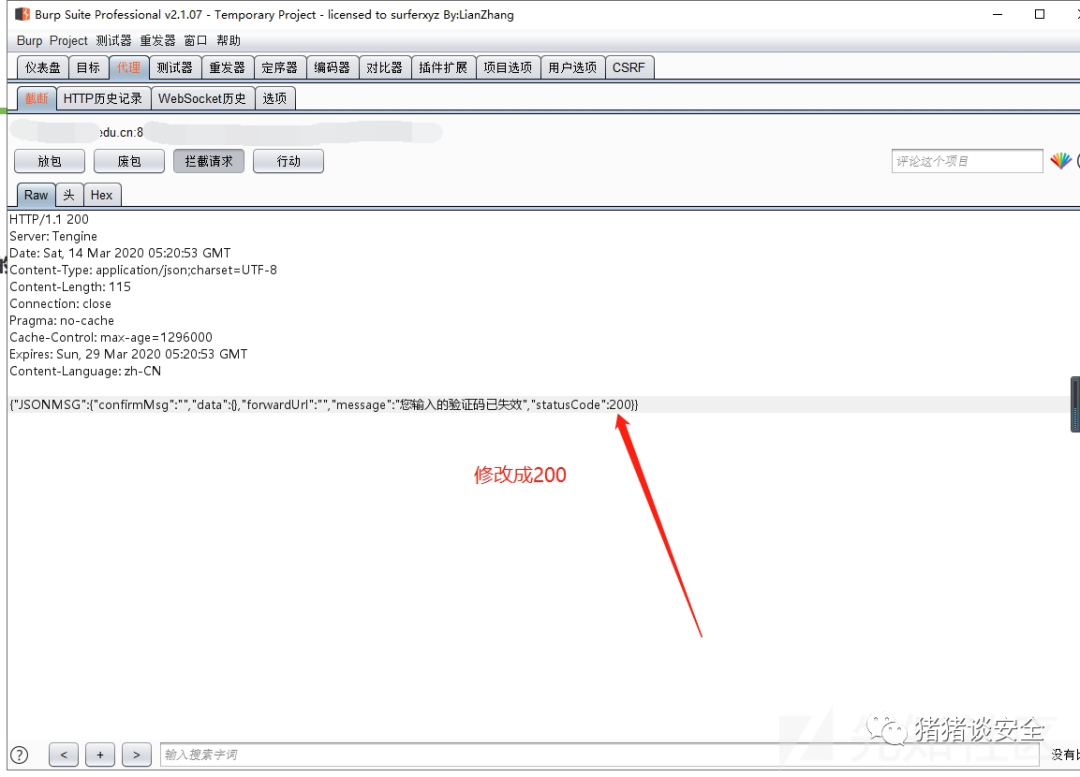 Burp Suite Professional v2.1.07 - Temporary Project - licensed to surferxyz By:LianZhang
Burp Project 测试器 重发器 窗口 帮助
仪表盘 目标 代理 测试器 重发器 定序器 编码器 对比器 插件扩展 项目选项 用户选项 CSRF
截断 HTTP历史记录 WebSocket历史 选项
edu.cn:8
放包 废包 拦截请求 行动 评论这个项目
Raw 头 Hex
HTTP/1.1 200
Server: Tengine
Date: Sat, 14 Mar 2020 05:20:53 GMT
Content-Type: application/json;charset=UTF-8
Content-Length: 115
Connection: close
Pragma: no-cache
Cache-Control: max-age=1296000
Expires: Sun, 29 Mar 2020 05:20:53 GMT
Content-Language: zh-CN
{"JSONMSG":{"confirmMsg":"","data":{},"forwardUrl":"","message":"您输入的验证码已失效","statusCode":200}}
修改成200
猪猪谈安全
? < + > 输入搜索字词 没有